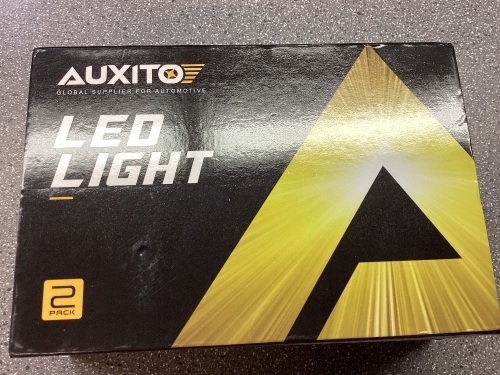 AUXITO
GLOBAL SUPPLIER FOR AUTOMOTIVE
LED
LIGHT
2
PACK